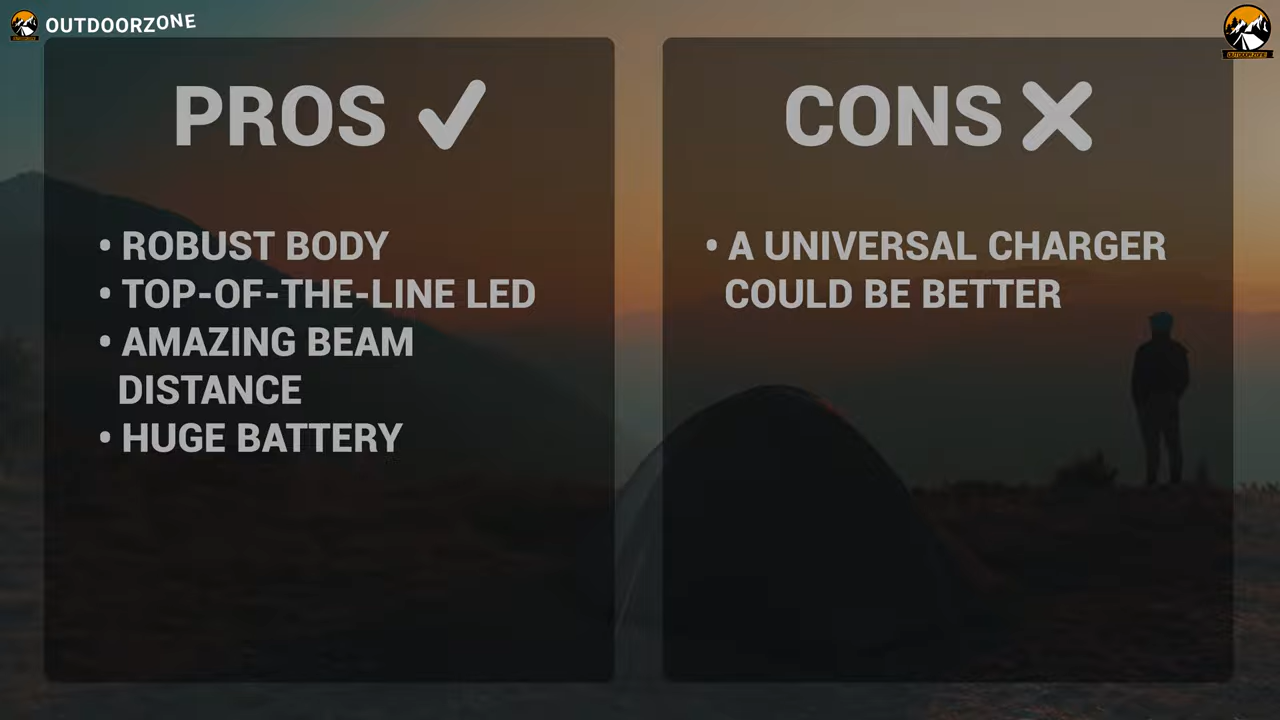 OUTDOORZONE
PROS
• ROBUST BODY
• TOP-OF-THE-LINE LED
• AMAZING BEAM
DISTANCE
• HUGE BATTERY
CONS
• A UNIVERSAL CHARGER
COULD BE BETTER
OUTDOORZONE